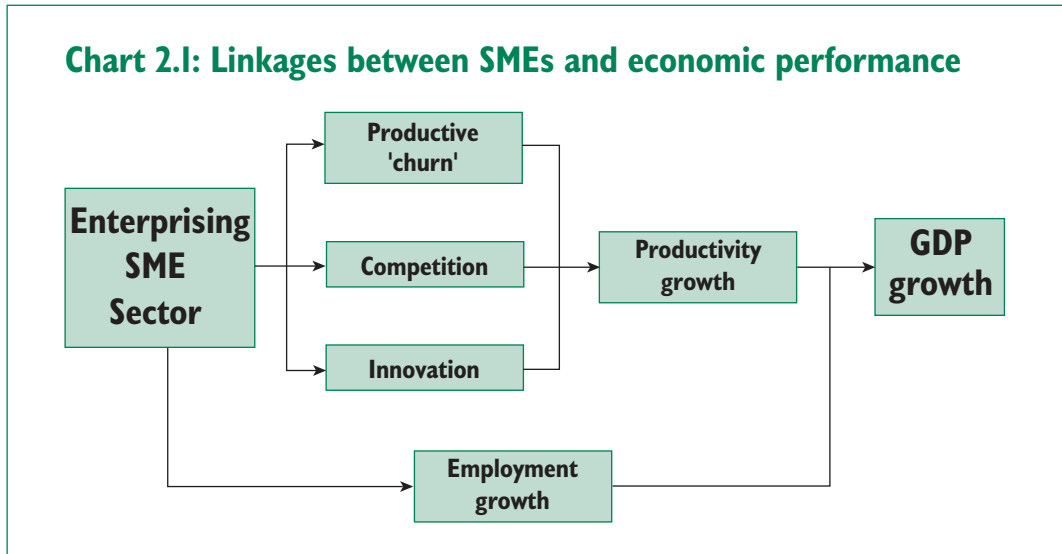 Chart 2.1: Linkages between SMEs and economic performance
Productive
'churn'
Enterprising
SME
Sector
Competition
Innovation
Productivity
growth
GDP
growth
Employment
growth